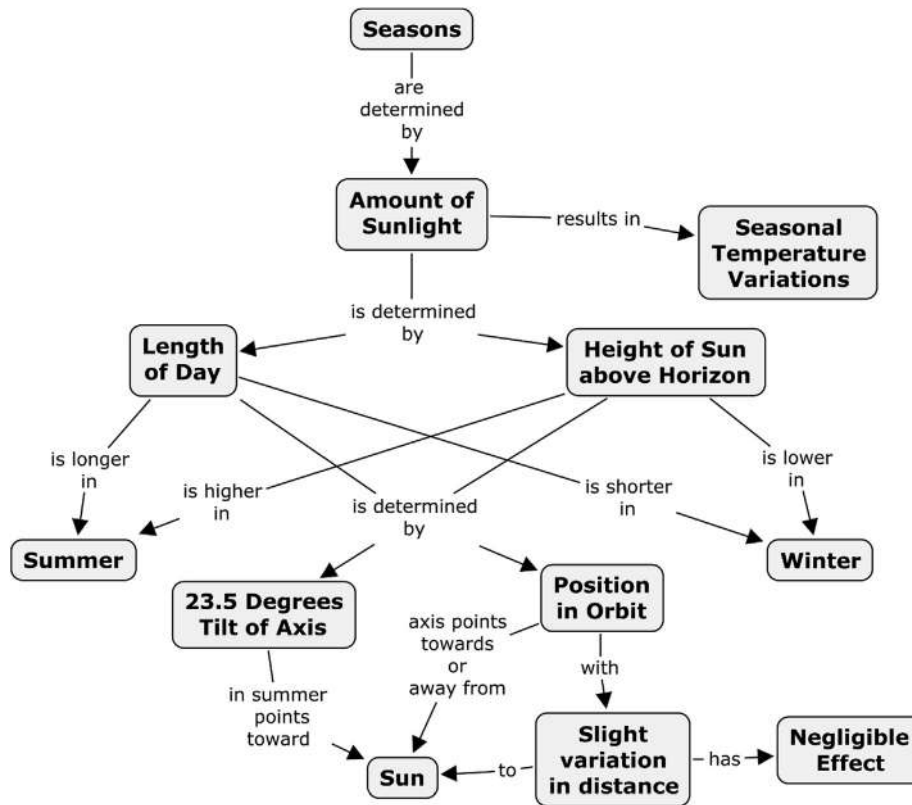 Seasons
are
determined
by
Amount of
Sunlight
results in
Seasonal
Temperature
Variations
is determined
by
Length
of Day
Height of Sun
above Horizon
is longer
in
is higher
in
is determined
by
is shorter
in
is lower
in
Summer
Winter
23.5 Degrees
Tilt of Axis
Position
in Orbit
axis points
towards
or
away from
with
in summer
points
toward
Sun
to
Slight
variation
in distance
has
Negligible
Effect